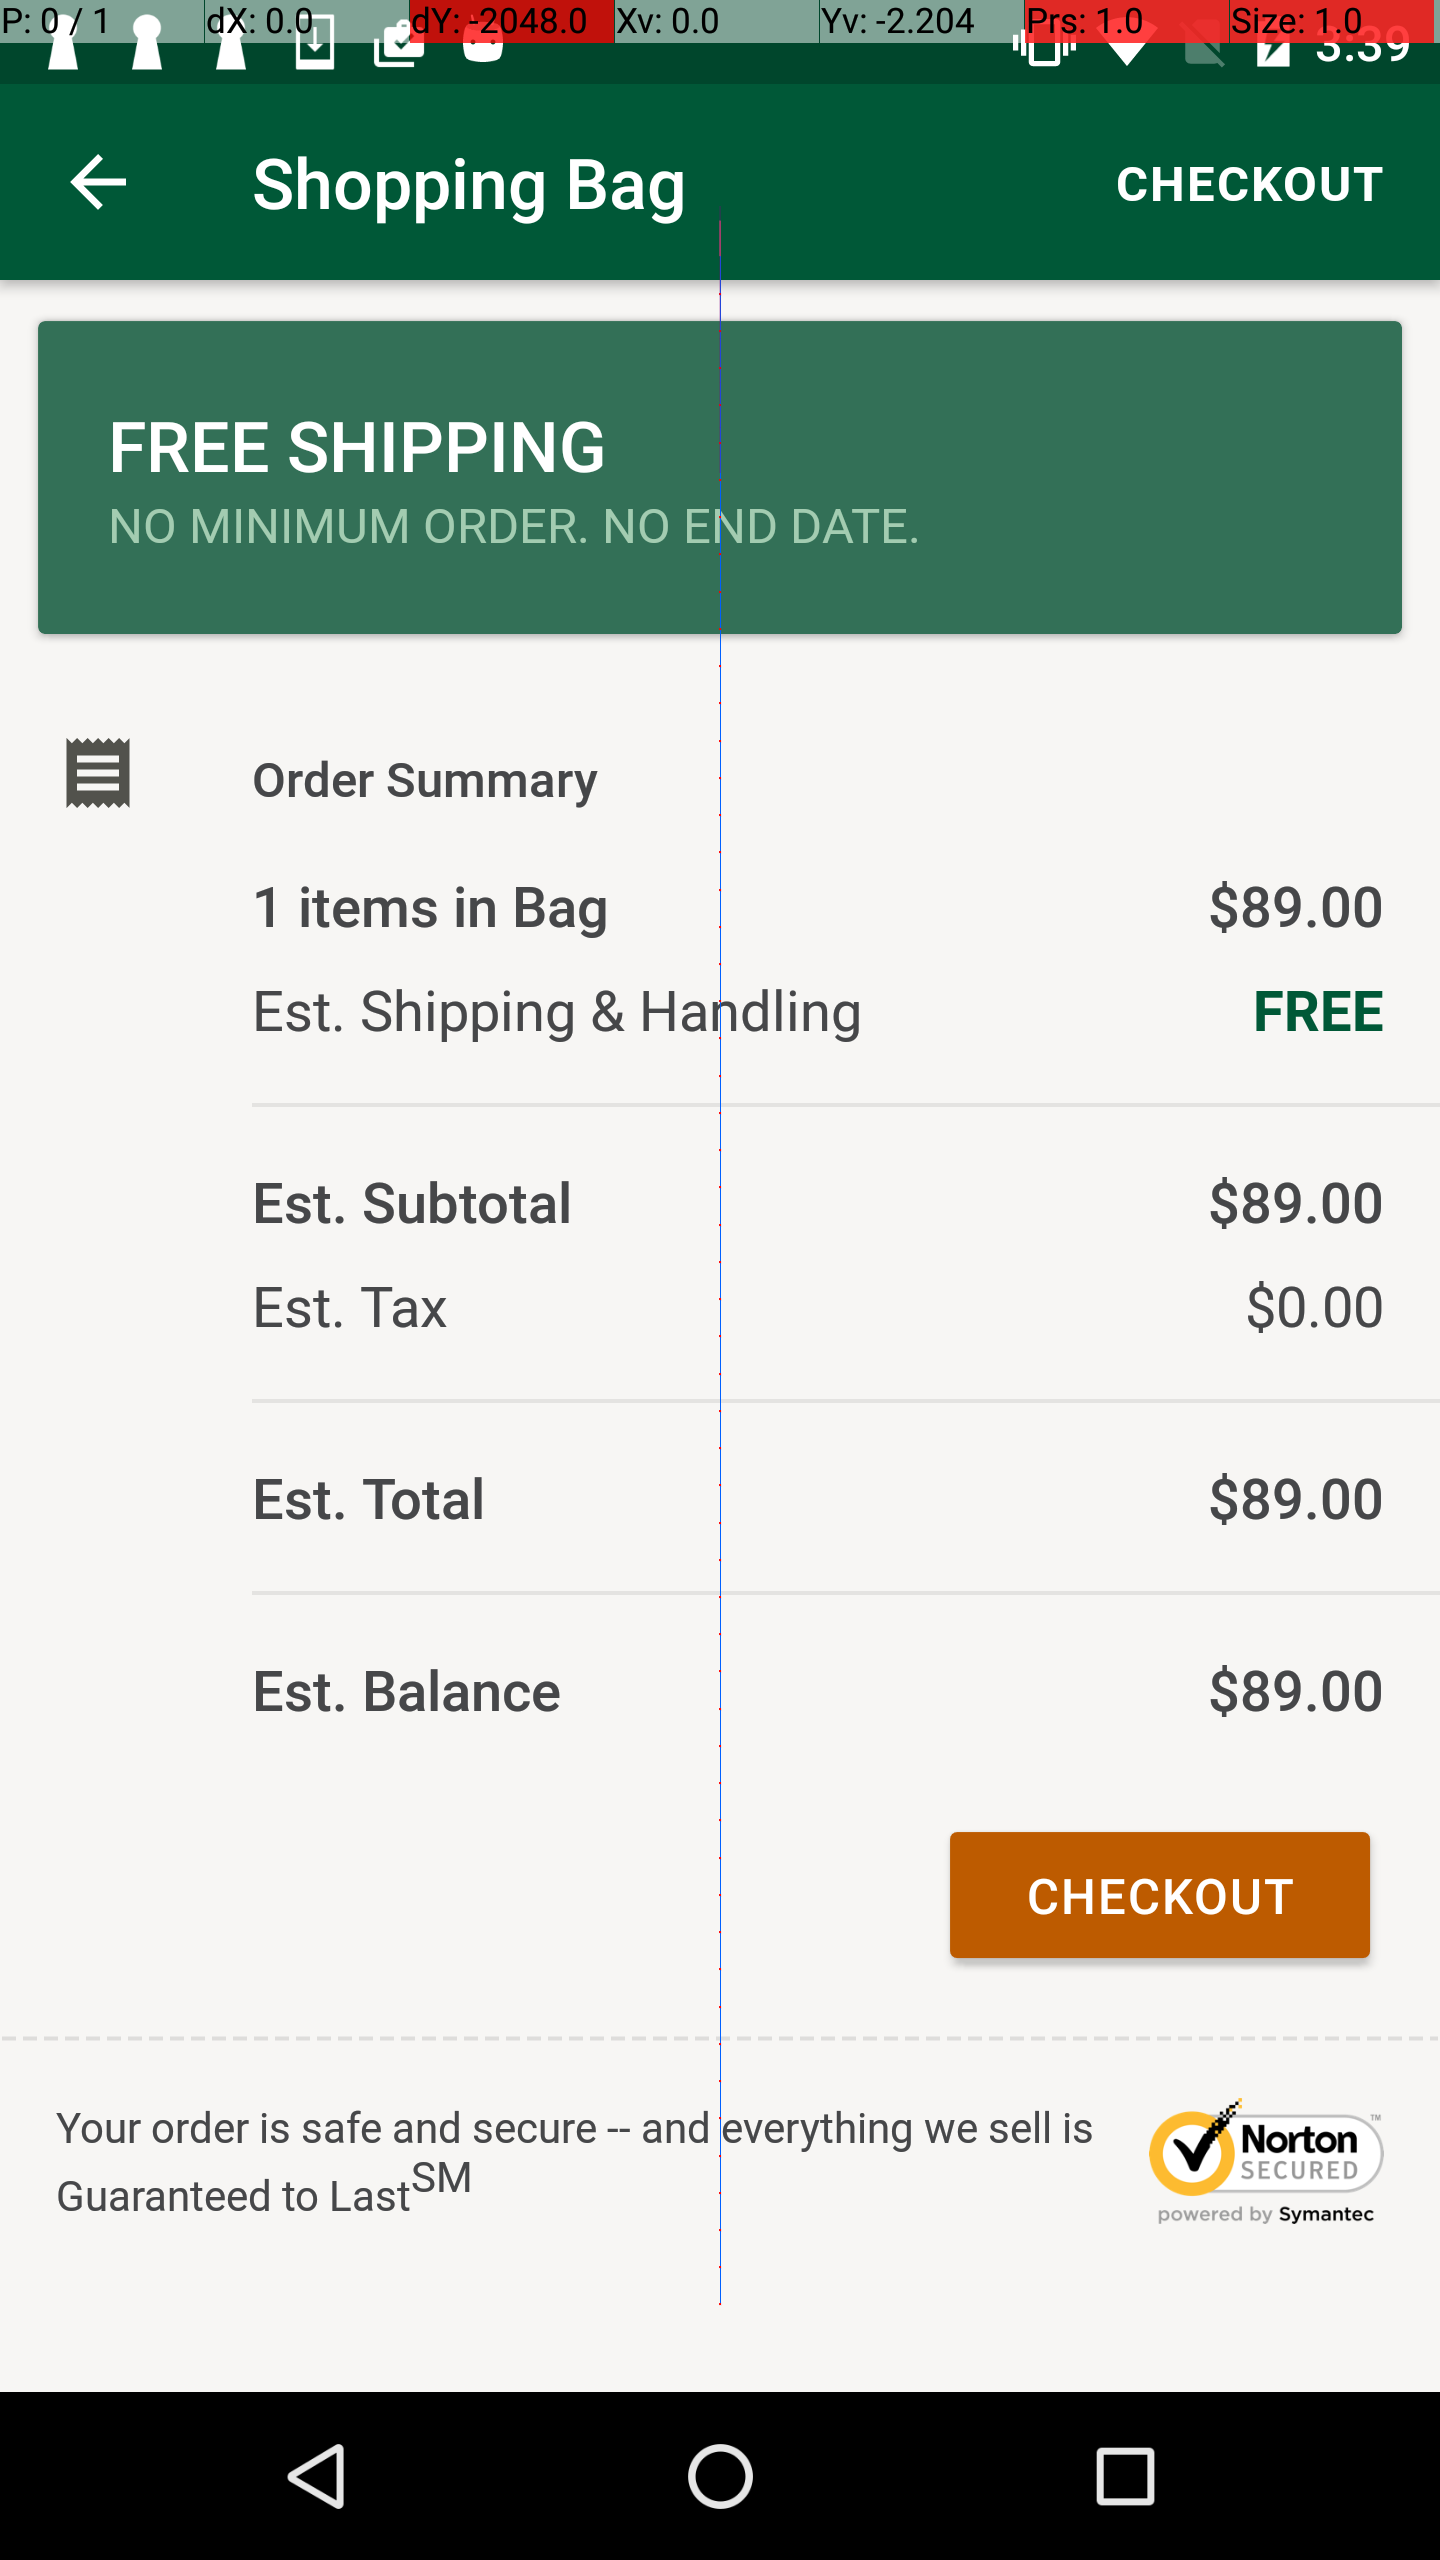 P: 0 / 1 dX: 0.0 dY: -2048.0 Xv: 0.0 Yv: -2.204 Prs: 1.0 Size: 1.0
3:39
Shopping Bag CHECKOUT
FREE SHIPPING
NO MINIMUM ORDER. NO END DATE.
Order Summary
1 items in Bag $89.00
Est. Shipping & Handling FREE
Est. Subtotal $89.00
Est. Tax $0.00
Est. Total $89.00
Est. Balance $89.00
CHECKOUT
Your order is safe and secure -- and everything we sell is
Guaranteed to Last SM
Norton TM
SECURED
powered by Symantec